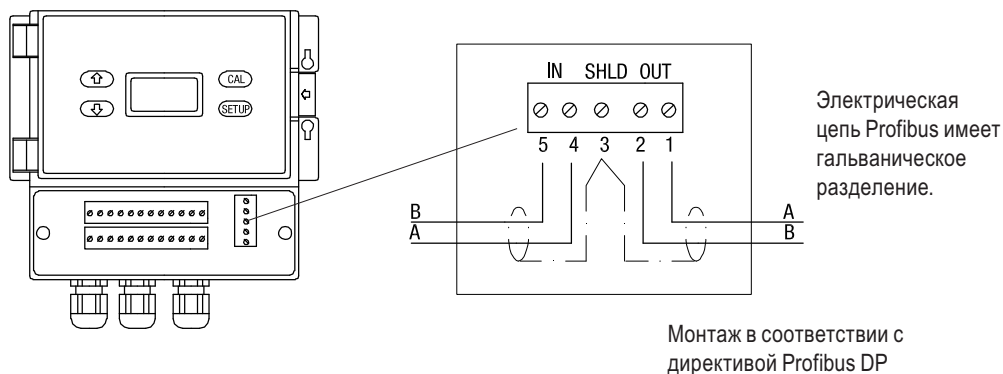 CAL
SETUP
IN SHLD OUT
5 4 3 2 1
B
A
A
B
Электрическая
цепь Profibus имеет
гальваническое
разделение.
Монтаж в соответствии с
директивой Profibus DP